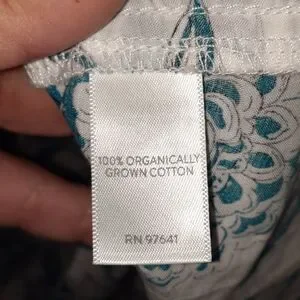 100% ORGANICALLY
GROWN COTTON
RN 97641